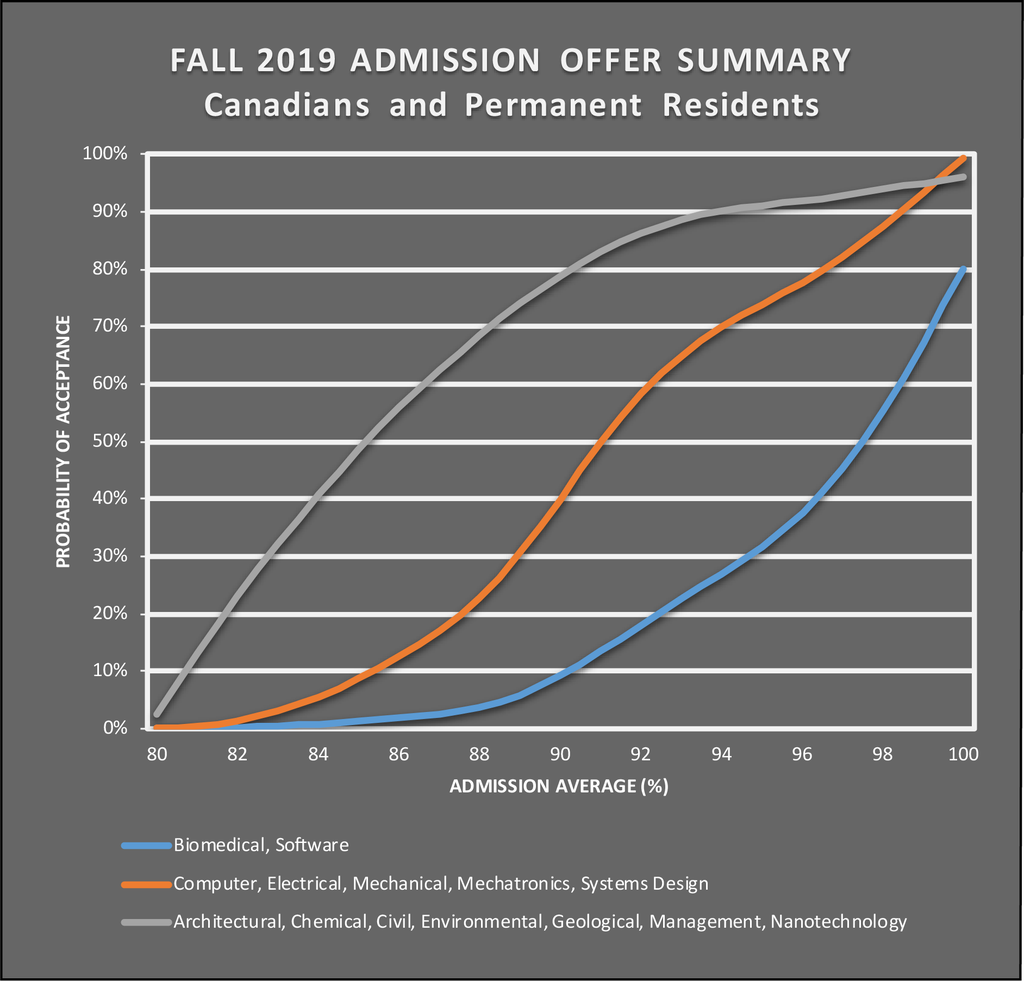 FALL 2019 ADMISSION OFFER SUMMARY
Canadians and Permanent Residents
100%
90%
80%
70%
60%
50%
40%
30%
20%
10%
0%
PROBABILITY OF ACCEPTANCE
80 82 84 86 88 90 92 94 96 98 100
ADMISSION AVERAGE (%)
Biomedical, Software
Computer, Electrical, Mechanical, Mechatronics, Systems Design
Architectural, Chemical, Civil, Environmental, Geological, Management, Nanotechnology